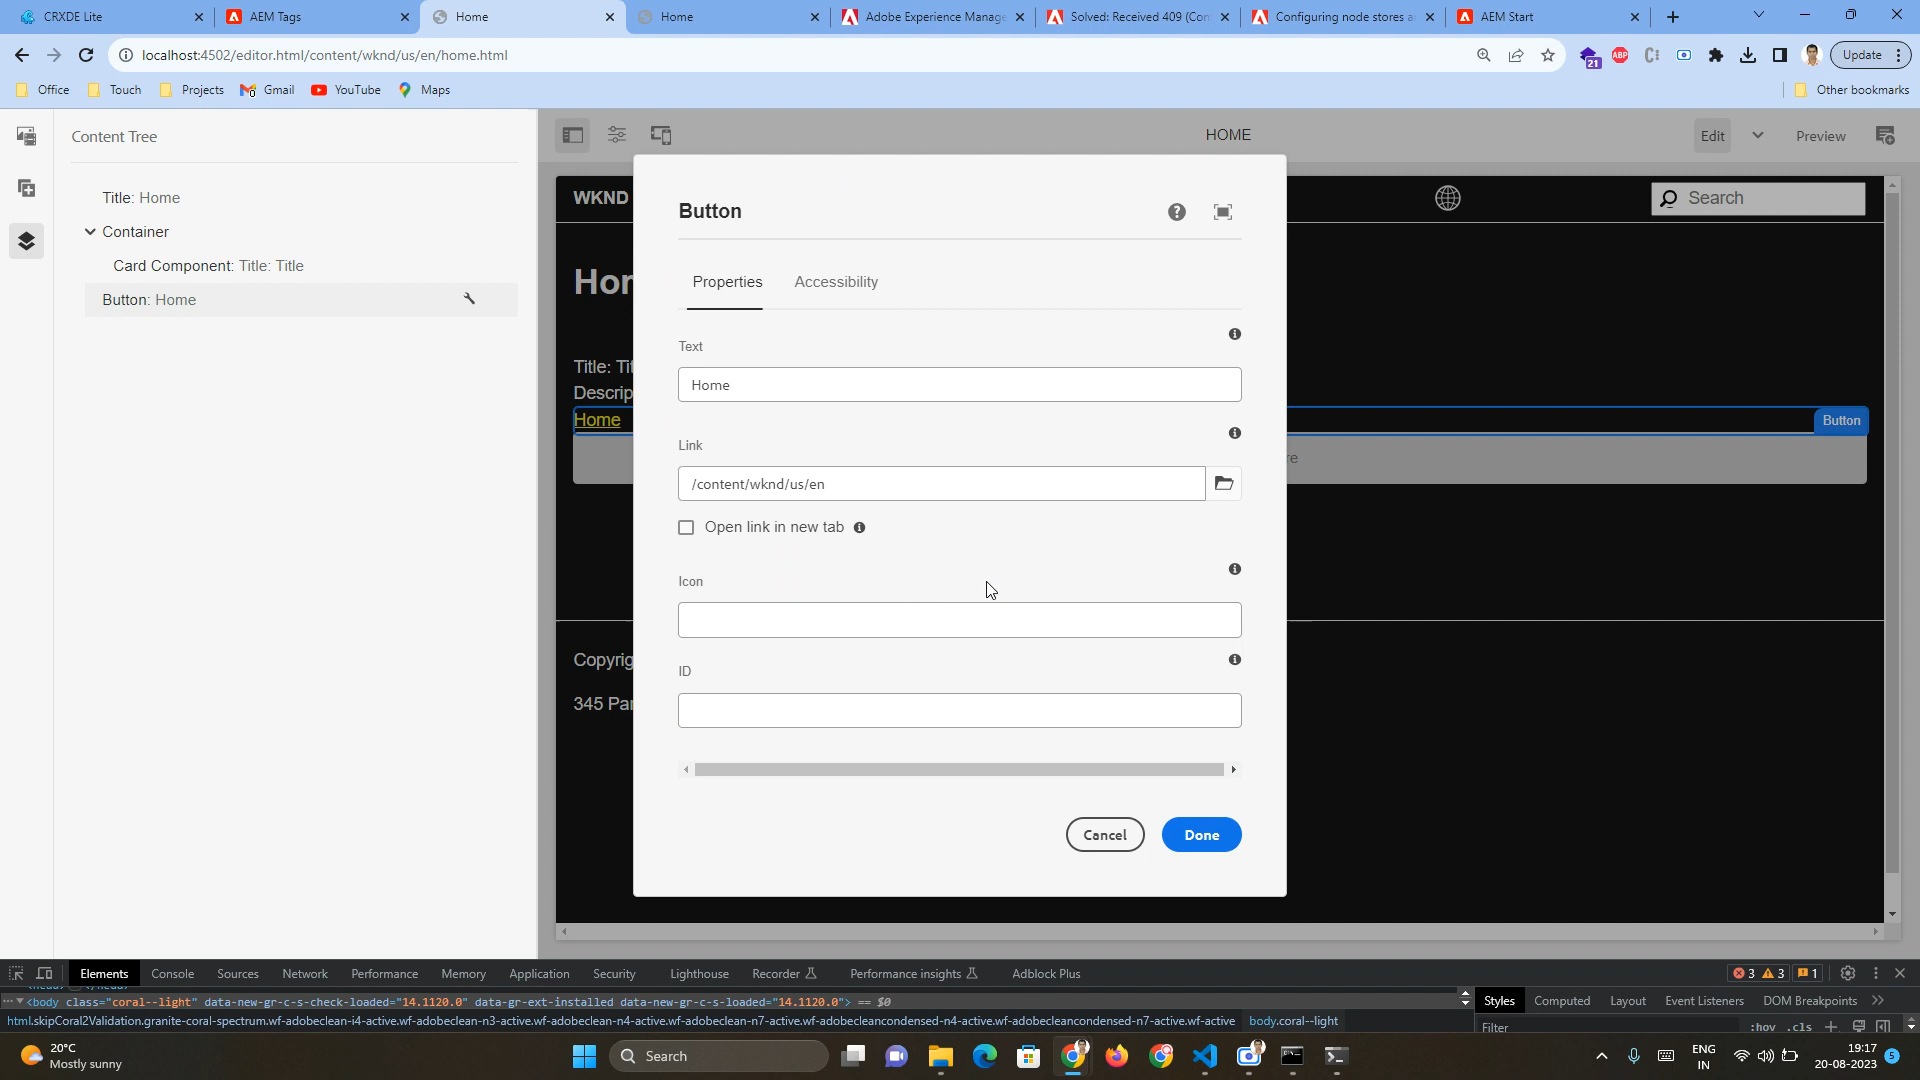 CRXDE Lite
AEM Tags
Home
Home
Adobe Experience Manage
Solved: Received 409 (Con
Configuring node stores a
AEM Start
localhost:4502/editor.html/content/wknd/us/en/home.html
21
ABP
Update
Office
Touch
Projects
Gmail
YouTube
Maps
Other bookmarks
Content Tree
Title: Home
Container
Card Component: Title: Title
Button: Home
HOME
Edit
Preview
WKND
Search
Hor
Title: Tit
Descrip
Home
Button
re
Copyrig
345 Par
Button
Properties
Accessibility
Text
Home
Link
/content/wknd/us/en
Open link in new tab
Icon
ID
Cancel
Done
Elements
Console
Sources
Network
Performance
Memory
Application
Security
Lighthouse
Recorder
Performance insights
Adblock Plus
3
3
1
<body class="coral--light" data-new-gr-c-s-check-loaded="14.1120.0" data-gr-ext-installed data-new-gr-c-s-loaded="14.1120.0"> == $0
html.skipCoral2Validation.granite-coral-spectrum.wf-adobeclean-i4-active.wf-adobeclean-n3-active.wf-adobeclean-n4-active.wf-adobeclean-n7-active.wf-adobecleancondensed-n4-active.wf-adobecleancondensed-n7-active.wf-active
body.coral--light
Styles
Computed
Layout
Event Listeners
DOM Breakpoints
Filter
:hov
.cls
20°C
Mostly sunny
Search
ENG
IN
19:17
20-08-2023
5